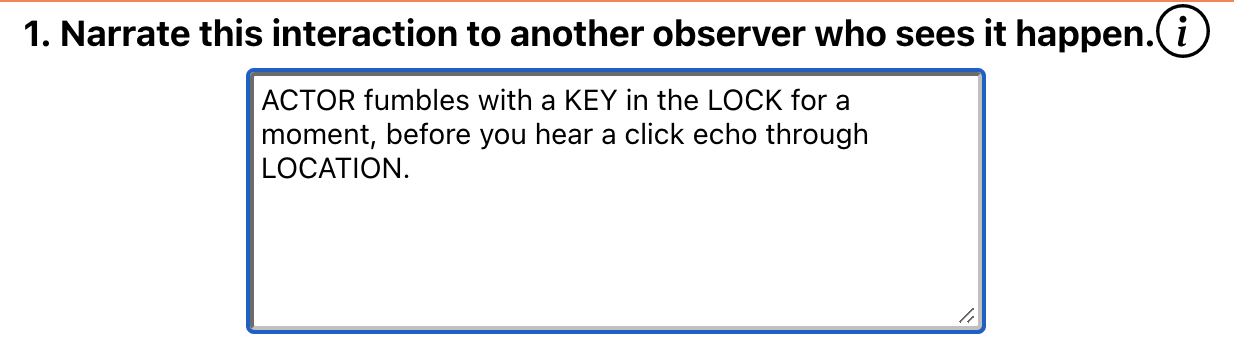 1. Narrate this interaction to another observer who sees it happen. i
ACTOR fumbles with a KEY in the LOCK for a
moment, before you hear a click echo through
LOCATION.